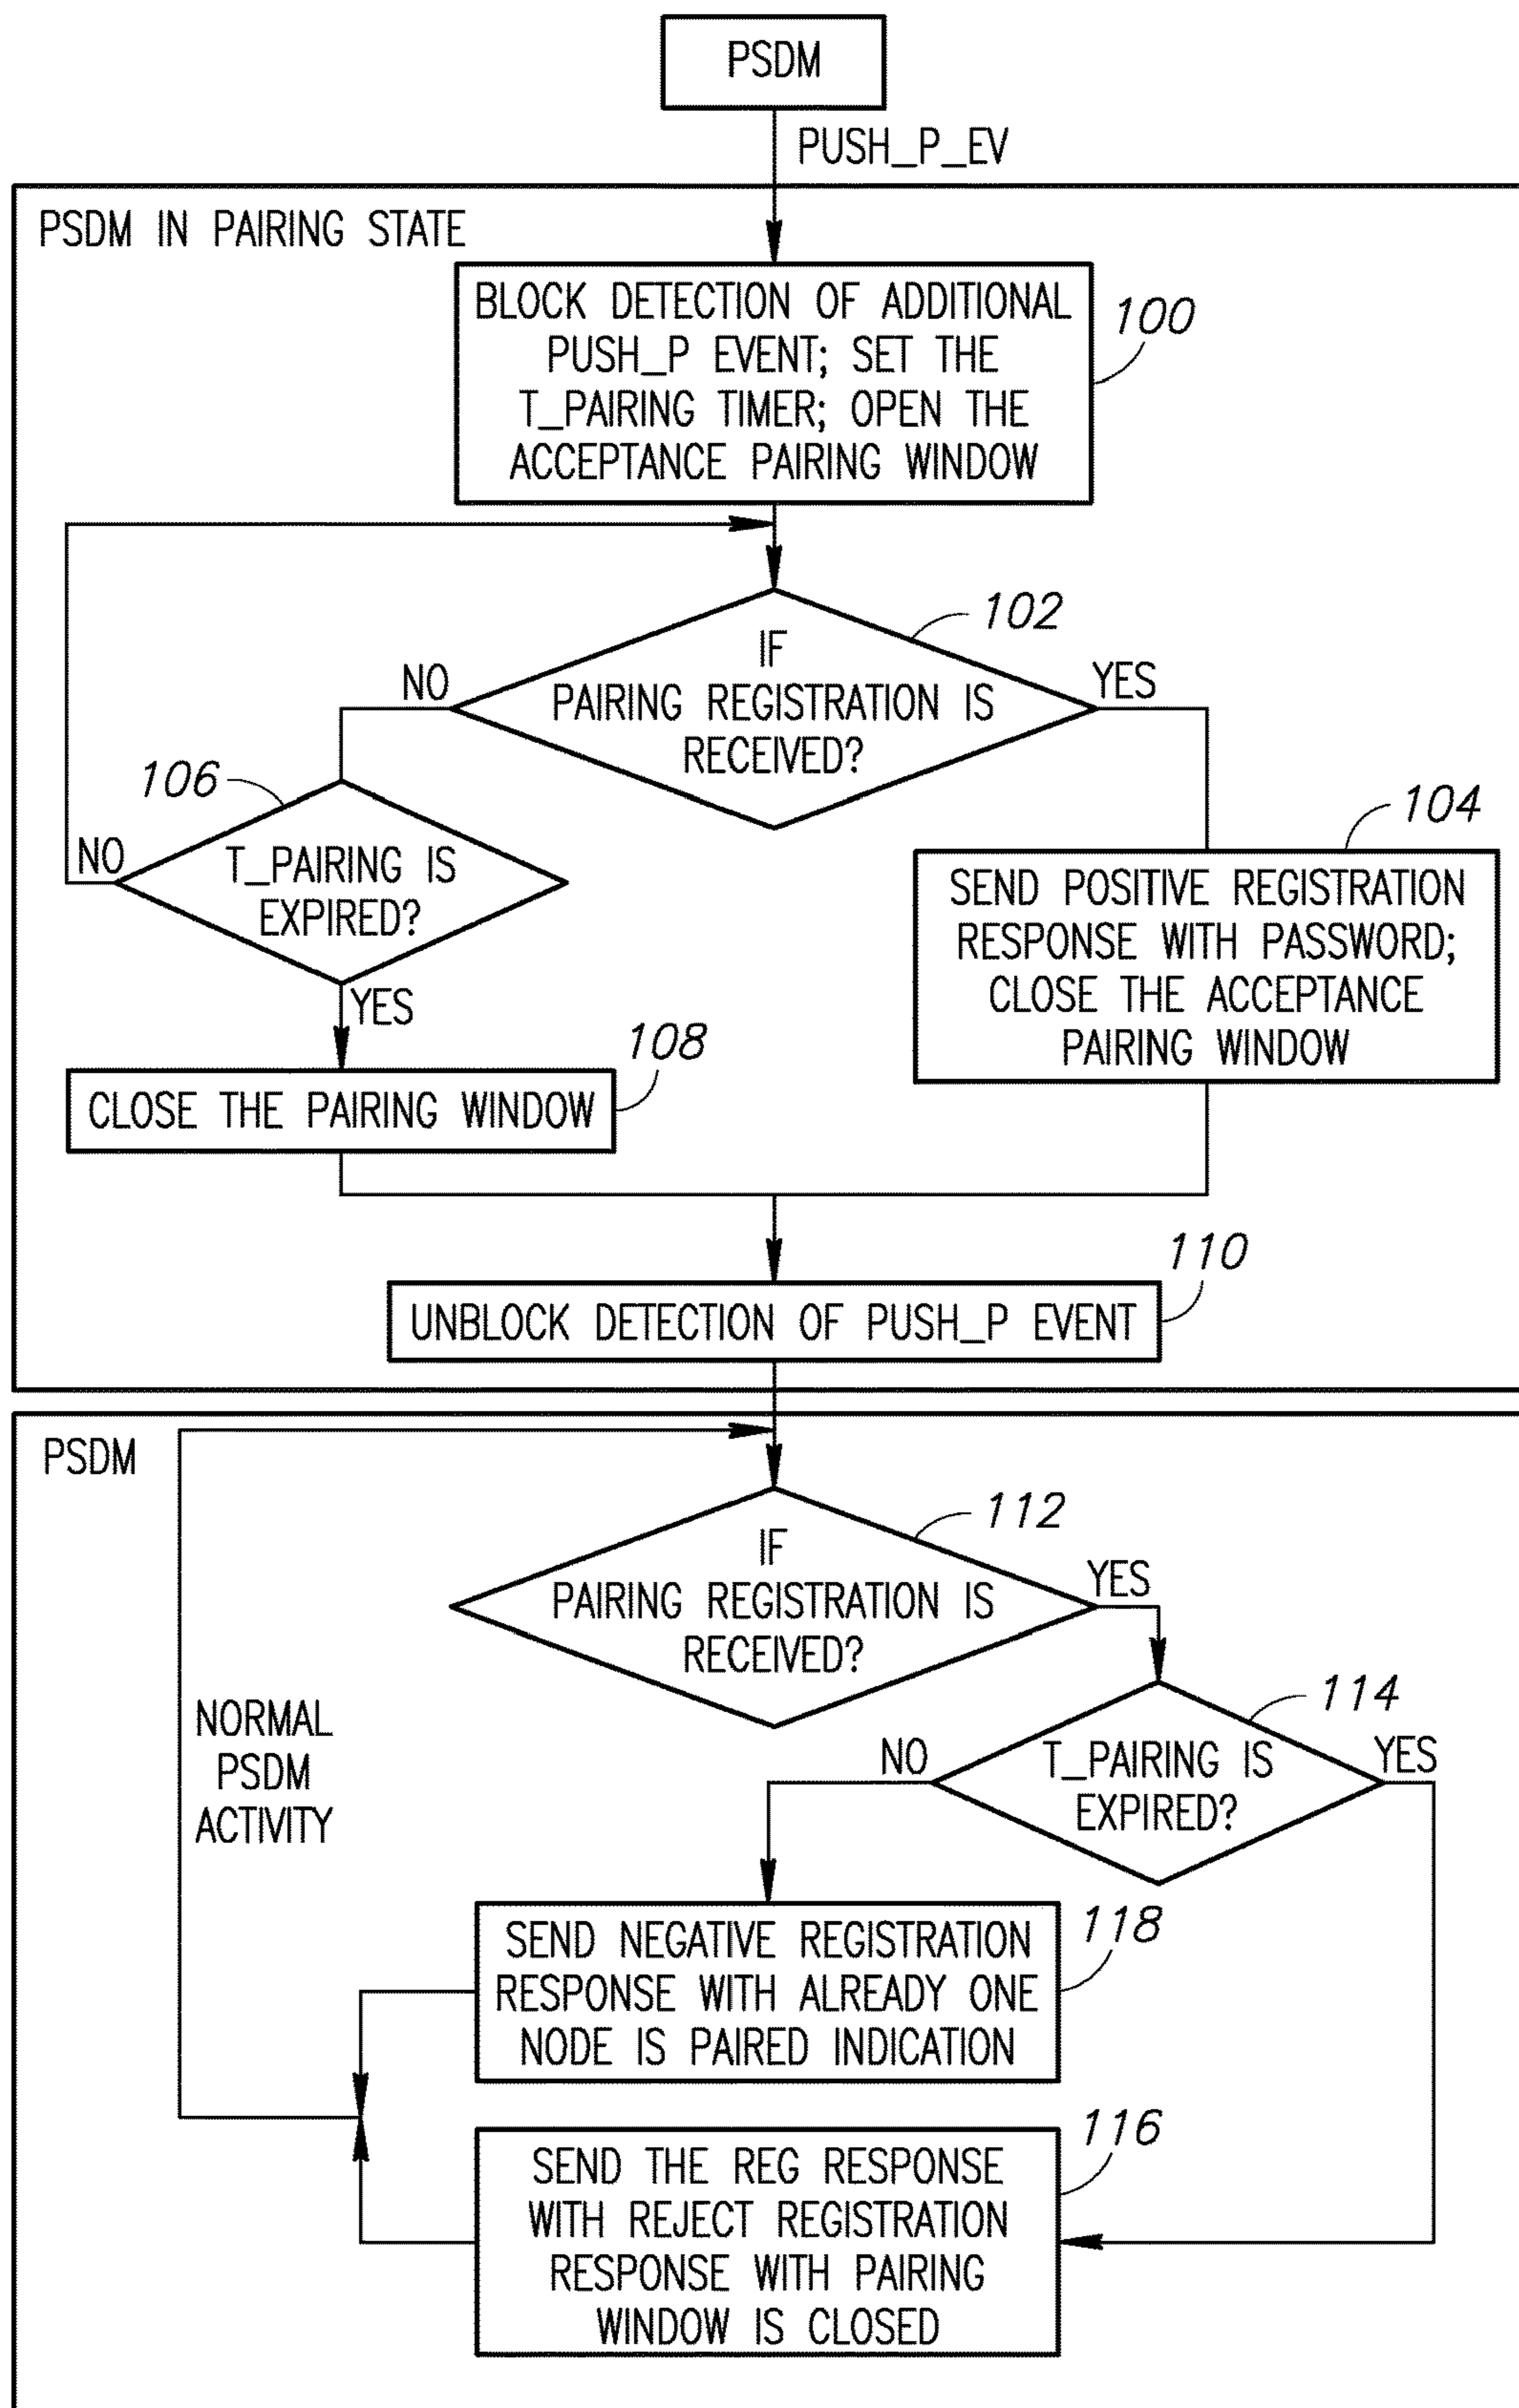 PSDM
PUSH_P_EV
PSDM IN PAIRING STATE
BLOCK DETECTION OF ADDITIONAL
PUSH_P EVENT; SET THE
T_PAIRING TIMER; OPEN THE
ACCEPTANCE PAIRING WINDOW
100
102
IF
PAIRING REGISTRATION IS
RECEIVED?
NO
YES
106
T_PAIRING IS
EXPIRED?
NO
YES
104
SEND POSITIVE REGISTRATION
RESPONSE WITH PASSWORD;
CLOSE THE ACCEPTANCE
PAIRING WINDOW
108
CLOSE THE PAIRING WINDOW
110
UNBLOCK DETECTION OF PUSH_P EVENT
PSDM
112
IF
PAIRING REGISTRATION IS
RECEIVED?
YES
114
T_PAIRING IS
EXPIRED?
NO
YES
NORMAL
PSDM
ACTIVITY
118
SEND NEGATIVE REGISTRATION
RESPONSE WITH ALREADY ONE
NODE IS PAIRED INDICATION
116
SEND THE REG RESPONSE
WITH REJECT REGISTRATION
RESPONSE WITH PAIRING
WINDOW IS CLOSED